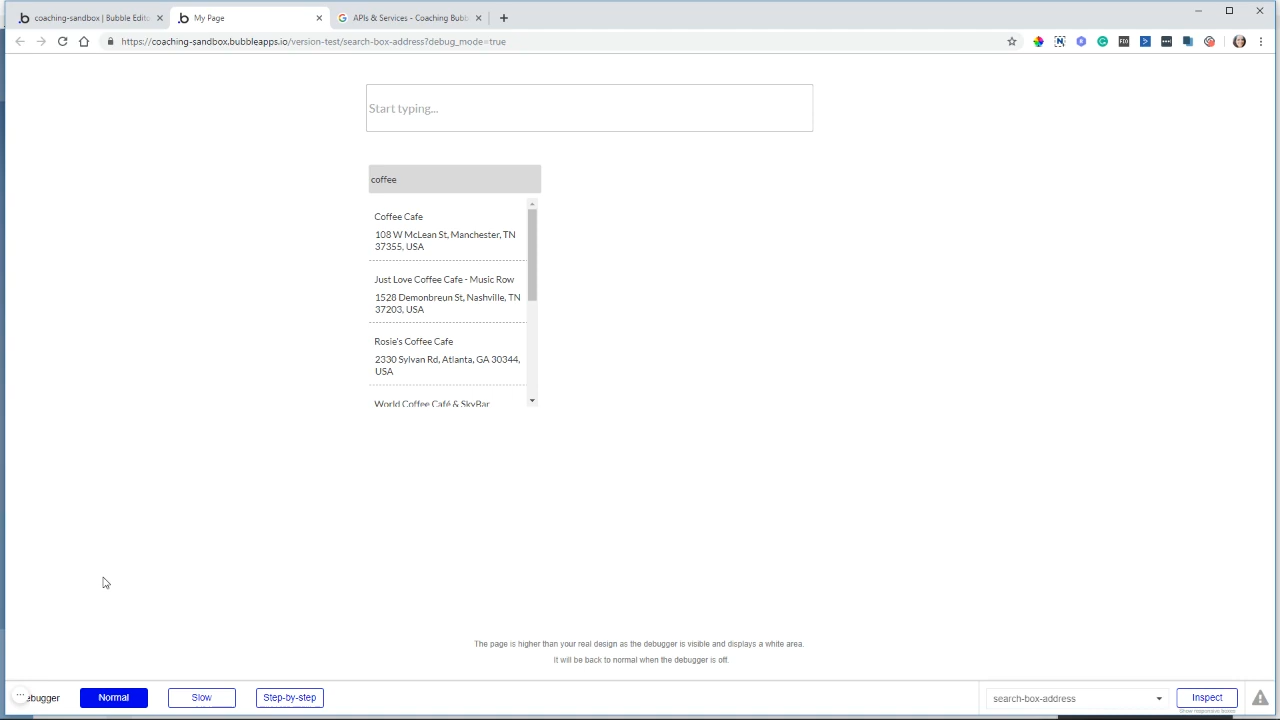 coaching-sandbox | Bubble Edit
My Page
APIs & Services - Coaching Bubb
https://coaching-sandbox.bubbleapps.io/version-test/search-box-address?debug_mode=true
Start typing...
coffee
Coffee Cafe
108 W McLean St, Manchester, TN
37355, USA
Just Love Coffee Cafe - Music Row
1528 Demonbreun St, Nashville, TN
37203, USA
Rosie's Coffee Cafe
2330 Sylvan Rd, Atlanta, GA 30344,
USA
World Coffee Café & SkyBar
The page is higher than your real design as the debugger is visible and displays a white area.
It will be back to normal when the debugger is off.
ebugger
Normal
Slow
Step-by-step
search-box-address
Inspect